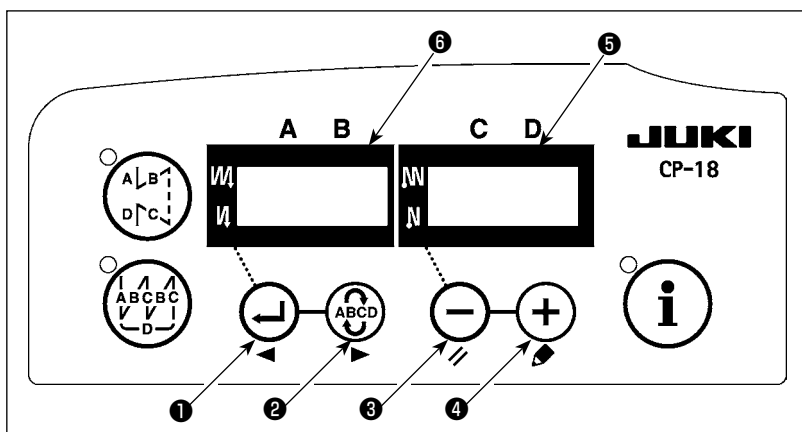 ❻ ❺
A B C D
JUKI
CP-18
A B
D C
A B C B C
D
ABCD
i
❶ ❷ ❸ ❹